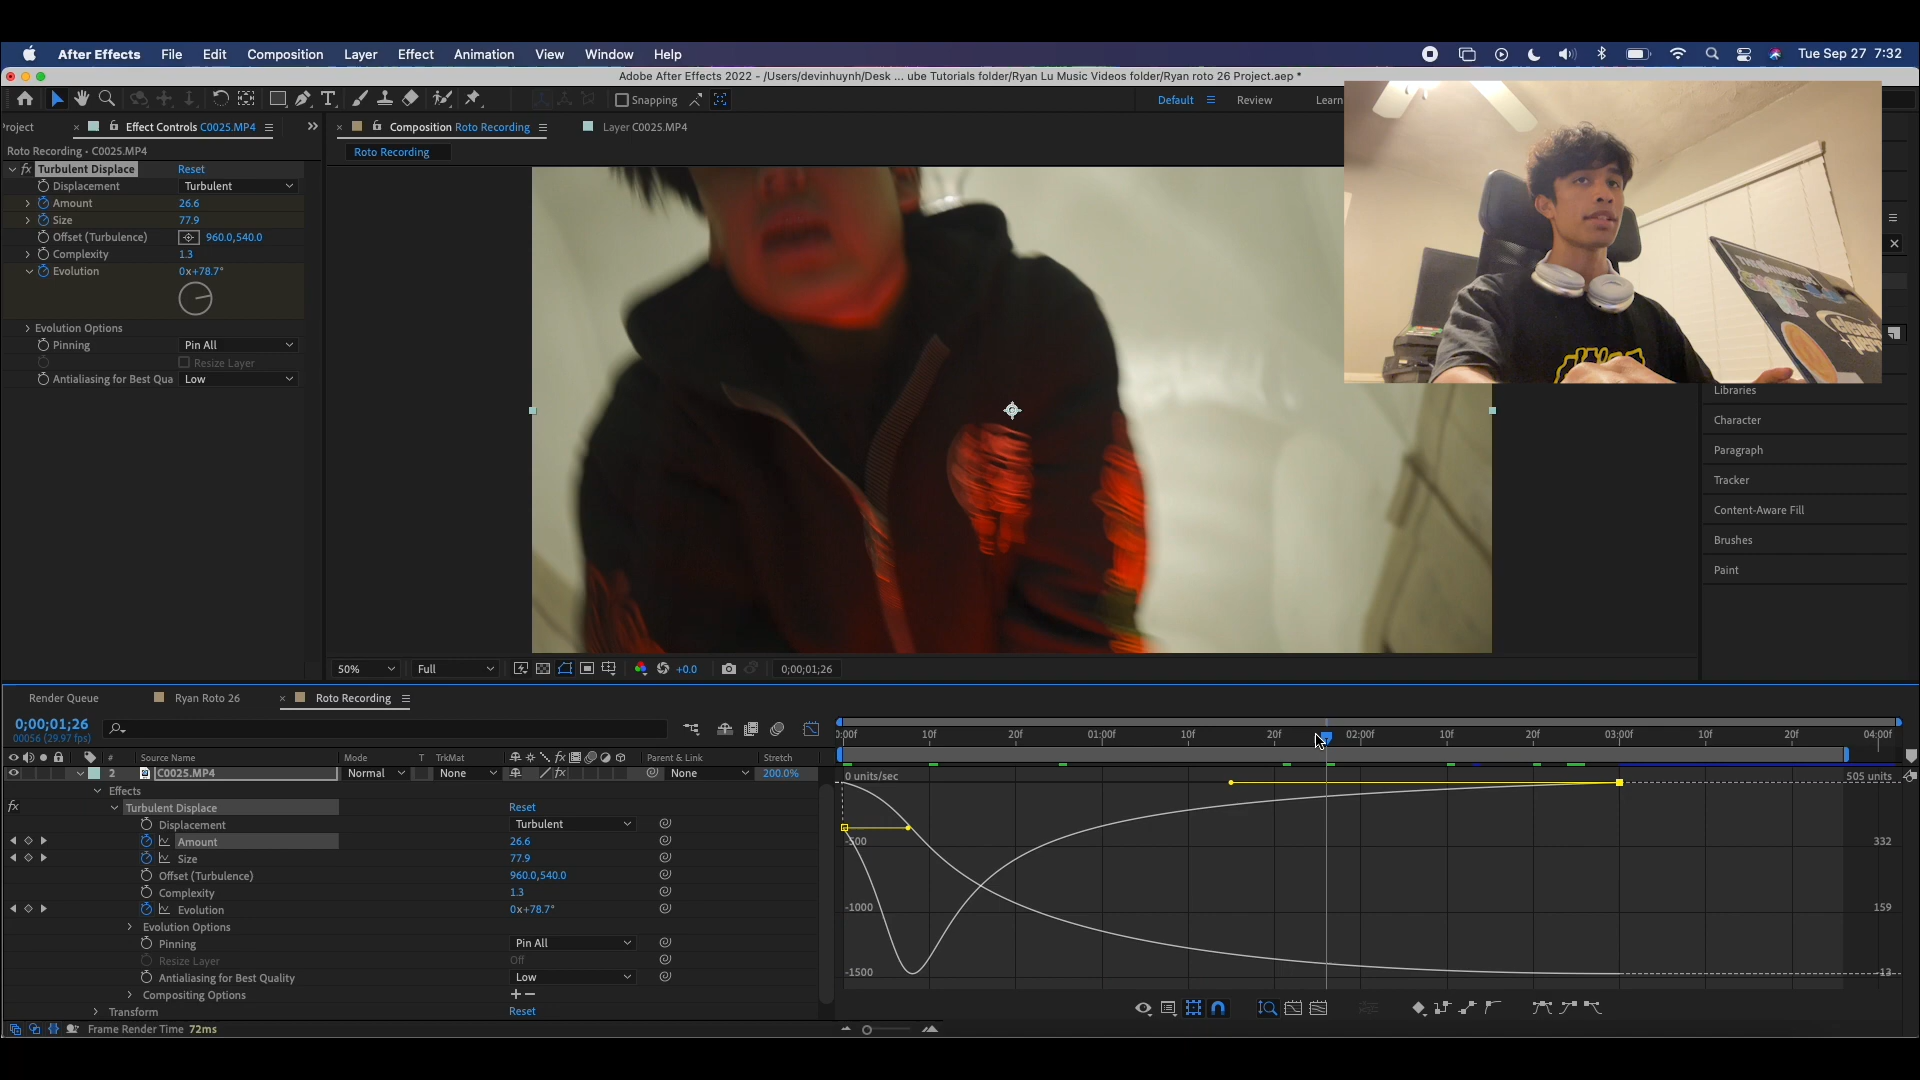 After Effects File Edit Composition Layer Effect Animation View Window Help Tue Sep 27 7:32
Adobe After Effects 2022 - /Users/devinhuynh/Desk ... ube Tutorials folder/Ryan Lu Music Videos folder/Ryan roto 26 Project.aep *
Snapping Default Review Learn
roject Effect Controls C0025.MP4 Composition Roto Recording Layer C0025.MP4
Roto Recording • C0025.MP4
Roto Recording
fx Turbulent Displace Reset
Displacement Turbulent
Amount 26.6
Size 77.9
Offset (Turbulence) 960.0,540.0
Complexity 1.3
Evolution 0x+78.7°
Evolution Options
Pinning Pin All
Resize Layer
Antialiasing for Best Qua Low
Libraries
Character
Paragraph
Tracker
Content-Aware Fill
Brushes
Paint
50% Full +0.0 0;00;01;26
Render Queue Ryan Roto 26 Roto Recording
0;00;01;26
00056 (29.97 fps)
:00f 10f 20f 01:00f 10f 20f 02:00f 10f 20f 03:00f 10f 20f 04:00f
# Source Name Mode T TrkMat Parent & Link Stretch
2 C0025.MP4 Normal None None 200.0%
Effects
fx Turbulent Displace Reset
Displacement Turbulent
Amount 26.6
Size 77.9
Offset (Turbulence) 960.0,540.0
Complexity 1.3
Evolution 0x+78.7°
Evolution Options
Pinning Pin All
Resize Layer Off
Antialiasing for Best Quality Low
Compositing Options + −
Transform Reset
0 units/sec 505 units
-500 332
-1000 159
-1500 -13
Frame Render Time 72ms